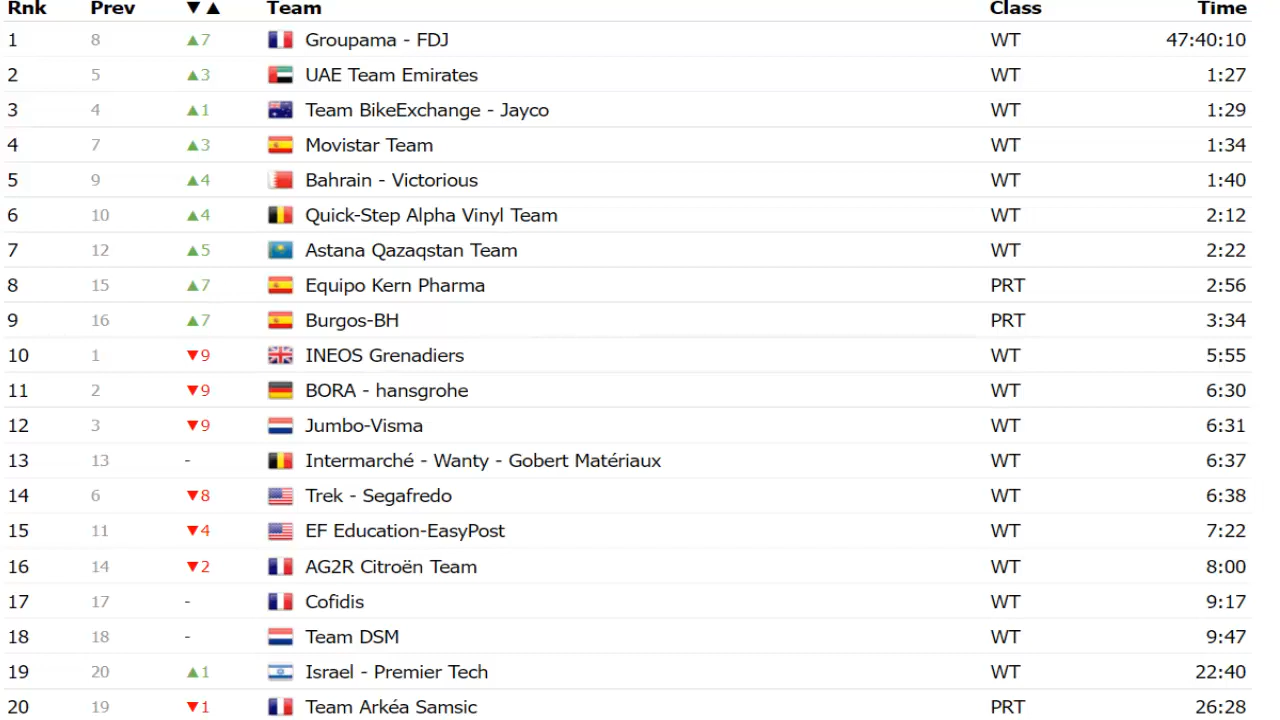 Rnk Prev ▼▲ Team Class Time
1 8 ▲7 Groupama - FDJ WT 47:40:10
2 5 ▲3 UAE Team Emirates WT 1:27
3 4 ▲1 Team BikeExchange - Jayco WT 1:29
4 7 ▲3 Movistar Team WT 1:34
5 9 ▲4 Bahrain - Victorious WT 1:40
6 10 ▲4 Quick-Step Alpha Vinyl Team WT 2:12
7 12 ▲5 Astana Qazaqstan Team WT 2:22
8 15 ▲7 Equipo Kern Pharma PRT 2:56
9 16 ▲7 Burgos-BH PRT 3:34
10 1 ▼9 INEOS Grenadiers WT 5:55
11 2 ▼9 BORA - hansgrohe WT 6:30
12 3 ▼9 Jumbo-Visma WT 6:31
13 13 - Intermarché - Wanty - Gobert Matériaux WT 6:37
14 6 ▼8 Trek - Segafredo WT 6:38
15 11 ▼4 EF Education-EasyPost WT 7:22
16 14 ▼2 AG2R Citroën Team WT 8:00
17 17 - Cofidis WT 9:17
18 18 - Team DSM WT 9:47
19 20 ▲1 Israel - Premier Tech WT 22:40
20 19 ▼1 Team Arkéa Samsic PRT 26:28